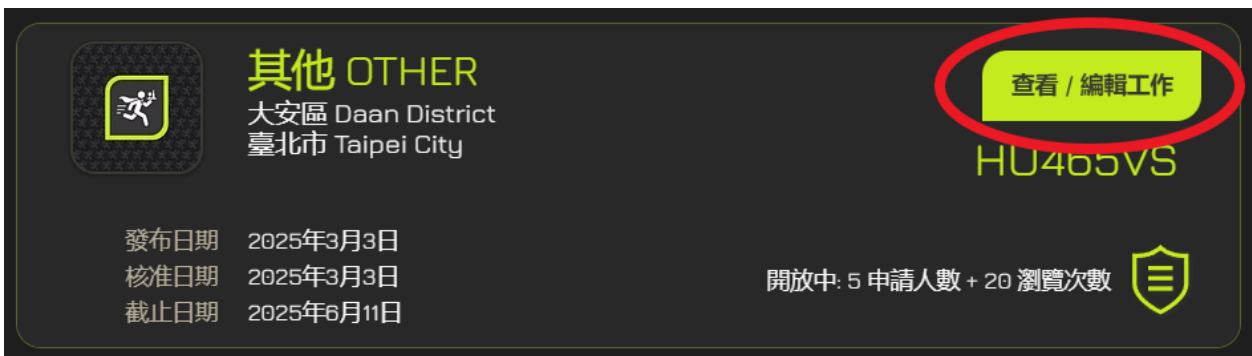 其他 OTHER
大安區 Daan District
臺北市 Taipei City
查看 / 編輯工作
HU465VS
發布日期 2025年3月3日
核准日期 2025年3月3日
截止日期 2025年6月11日
開放中: 5 申請人數 + 20 瀏覽次數